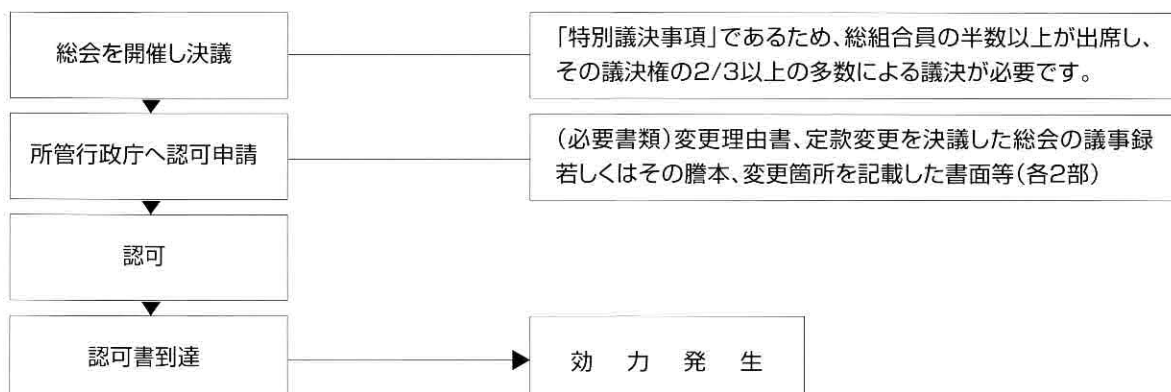 総会を開催し決議
「特別議決事項」であるため、総組合員の半数以上が出席し、
その議決権の2/3以上の多数による議決が必要です。
所管行政庁へ認可申請
(必要書類)変更理由書、定款変更を決議した総会の議事録
若しくはその謄本、変更箇所を記載した書面等(各2部)
認可
認可書到達
効力発生